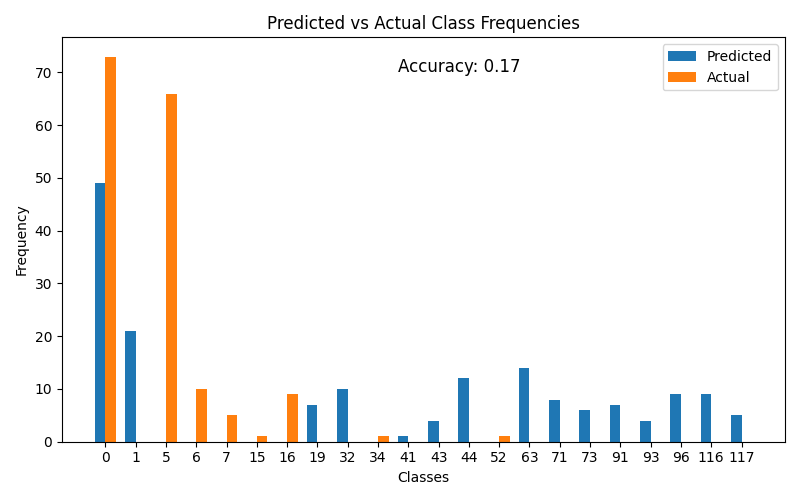 Predicted vs Actual Class Frequencies
Accuracy: 0.17
Predicted
Actual
Frequency
70
60
50
40
30
20
10
0
0 1 5 6 7 15 16 19 32 34 41 43 44 52 63 71 73 91 93 96 116 117
Classes